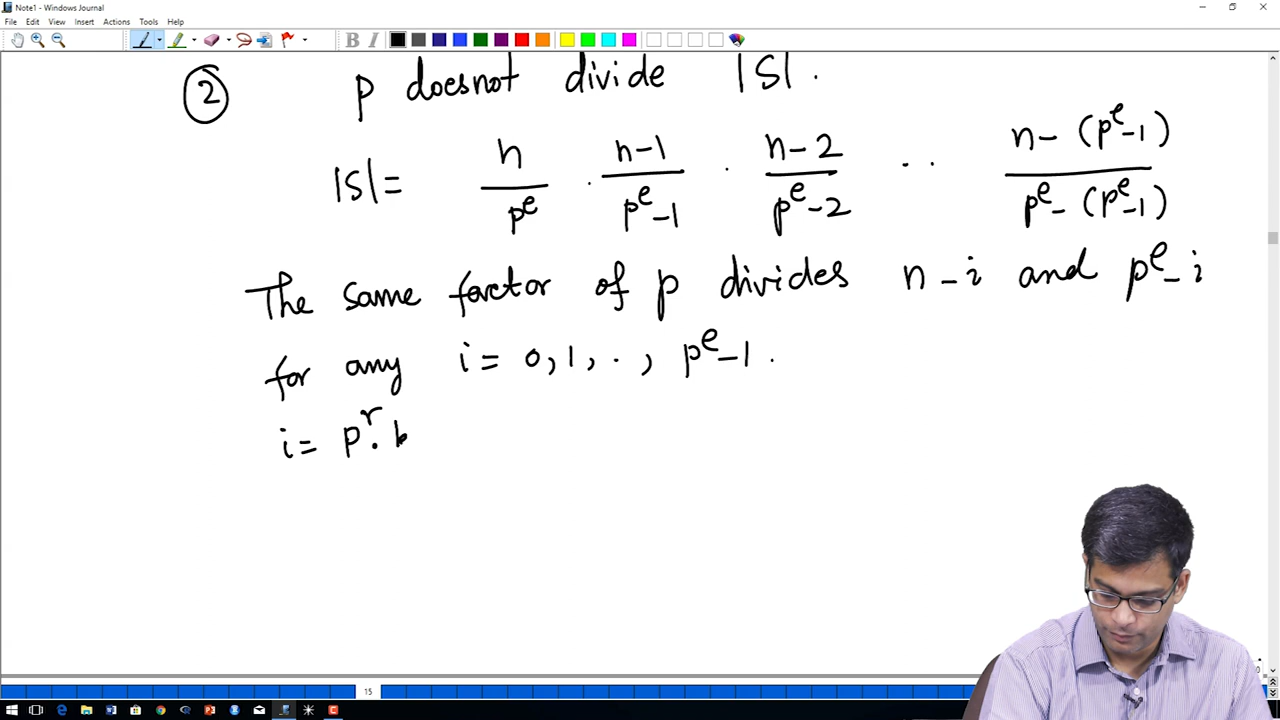 Note1 - Windows Journal
File Edit View Insert Actions Tools Help
② p doesnot divide |S|.
|S| = n/p^e · (n-1)/(p^e-1) · (n-2)/(p^e-2) ·· (n-(p^e-1))/(p^e-(p^e-1))
The same factor of p divides n-i and p^e-i
for any i = 0, 1, ., p^e-1.
i = p^r.
15